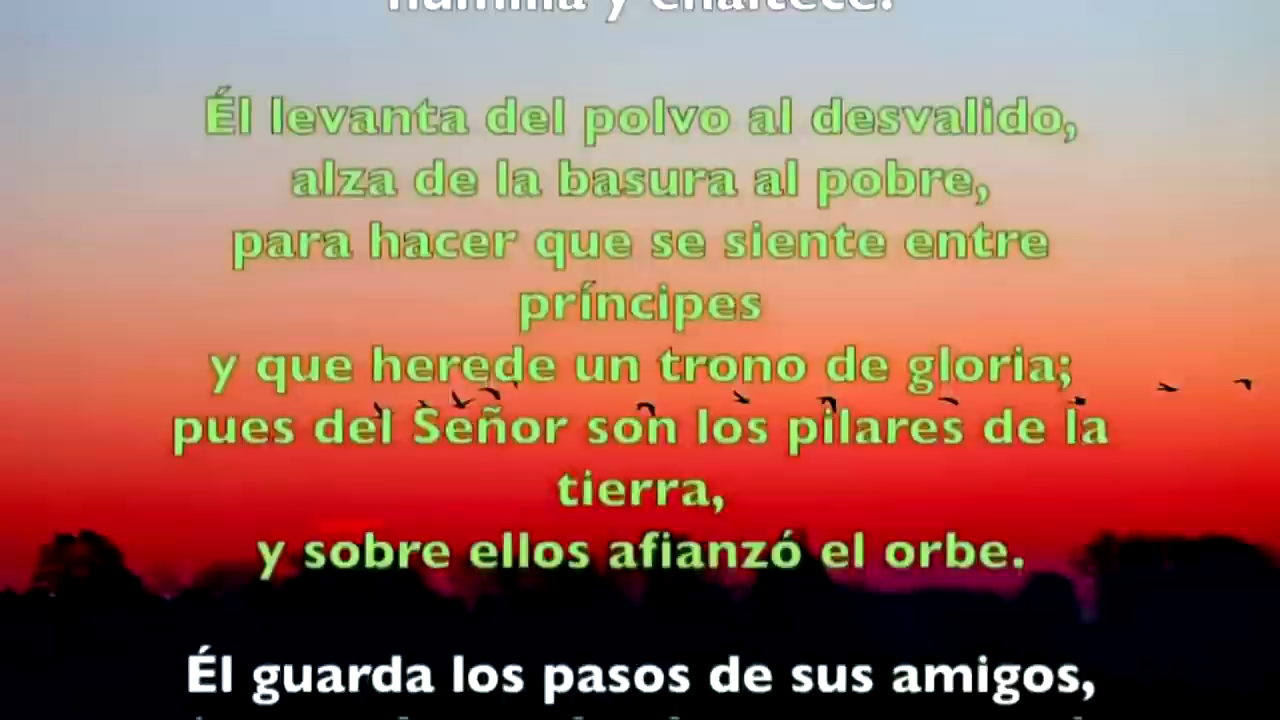 humilla y enaltece.
Él levanta del polvo al desvalido,
alza de la basura al pobre,
para hacer que se siente entre
príncipes
y que herede un trono de gloria;
pues del Señor son los pilares de la
tierra,
y sobre ellos afianzó el orbe.
Él guarda los pasos de sus amigos,